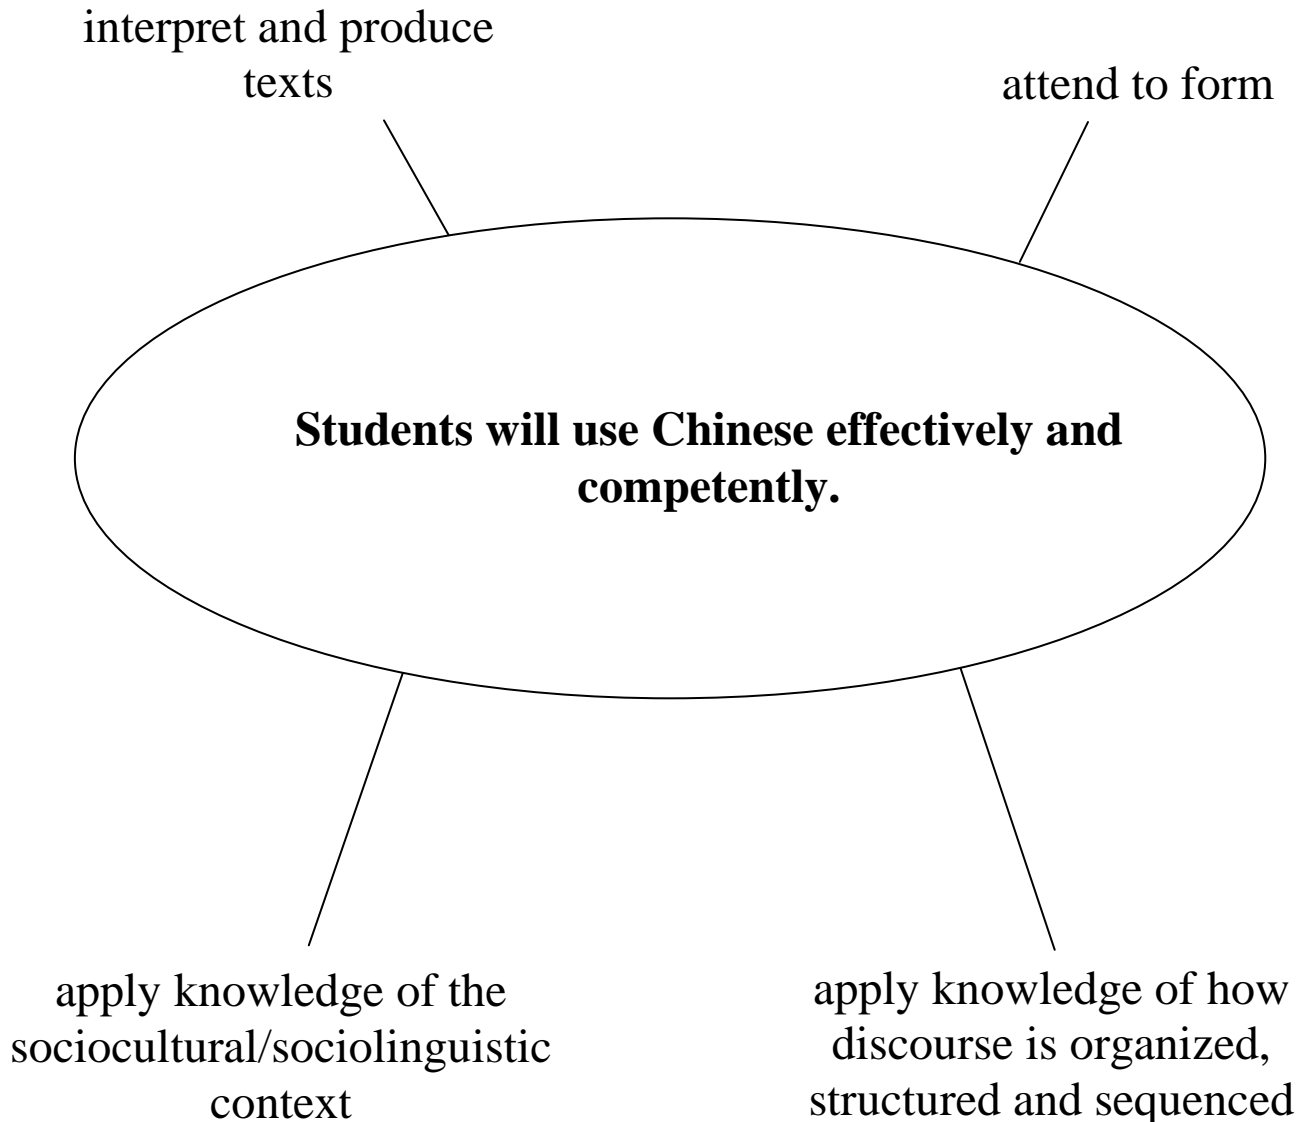 interpret and produce
texts
attend to form
Students will use Chinese effectively and
competently.
apply knowledge of the
sociocultural/sociolinguistic
context
apply knowledge of how
discourse is organized,
structured and sequenced